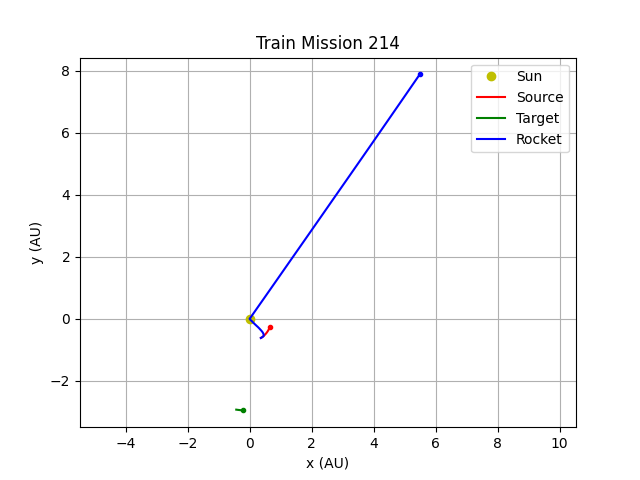 Train Mission 214
8
6
4
2
0
−2
−4
−2
0
2
4
6
8
10
x (AU)
y (AU)
Sun
Source
Target
Rocket